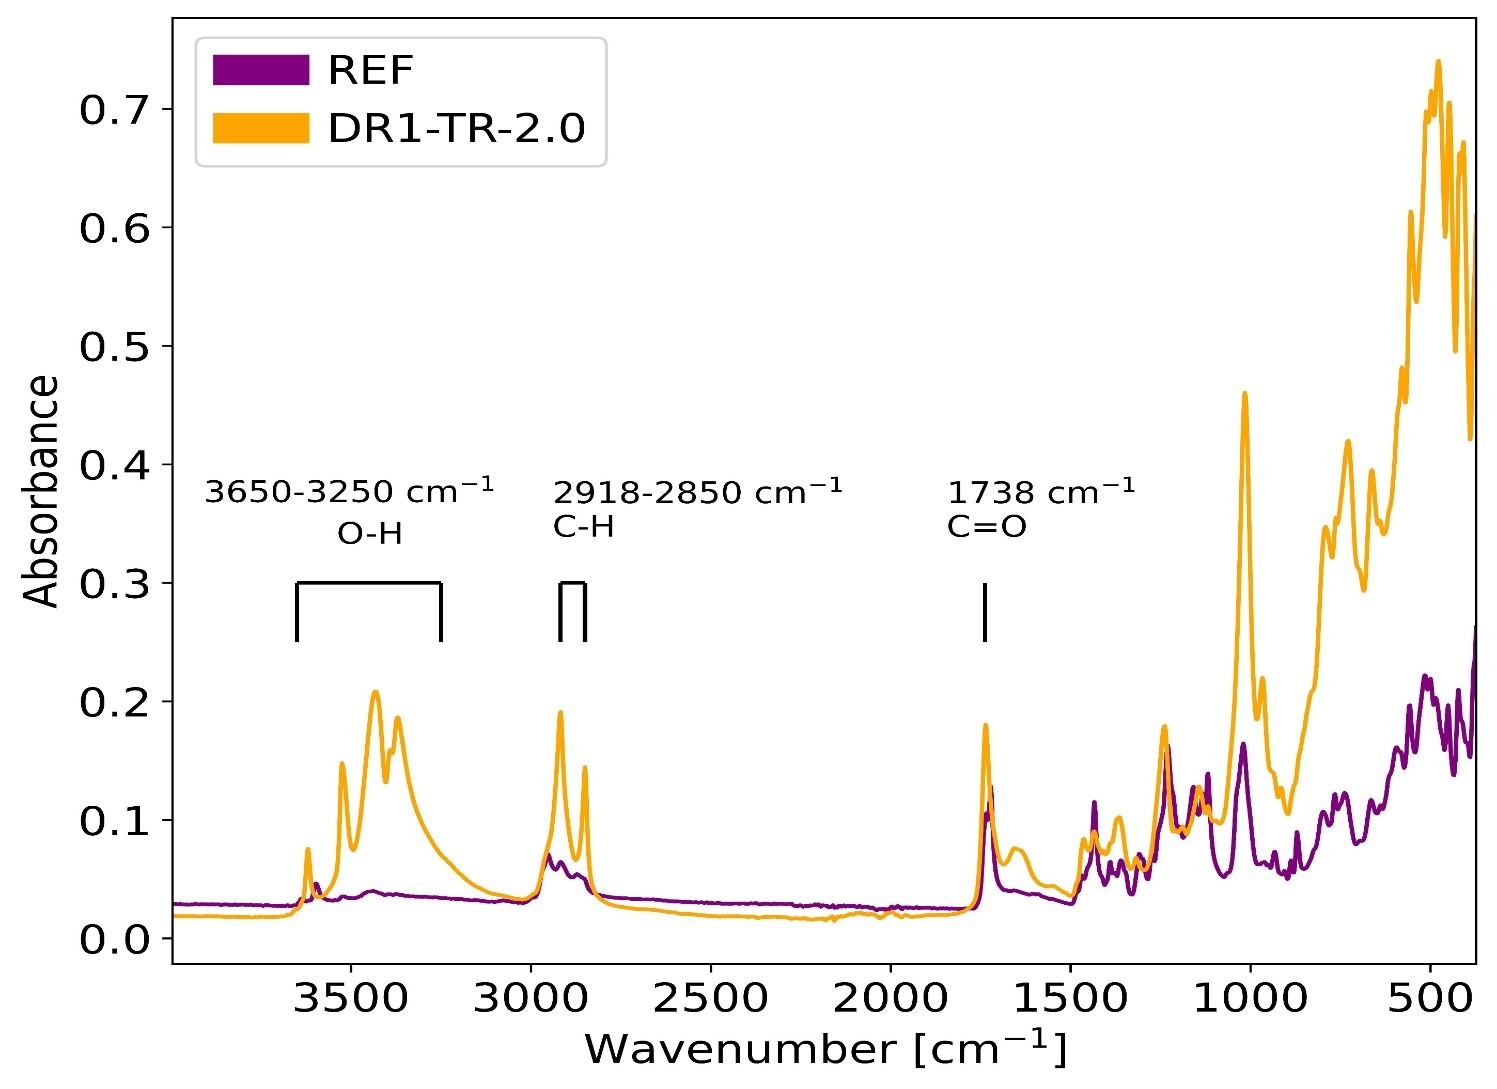 REF
DR1-TR-2.0
0.7
0.6
0.5
0.4
0.3
0.2
0.1
0.0
Absorbance
3650-3250 cm⁻¹
O-H
2918-2850 cm⁻¹
C-H
1738 cm⁻¹
C=O
3500 3000 2500 2000 1500 1000 500
Wavenumber [cm⁻¹]